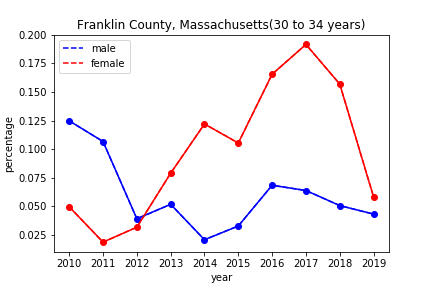 Franklin County, Massachusetts(30 to 34 years)
male
female
0.200
0.175
0.150
0.125
0.100
0.075
0.050
0.025
percentage
2010 2011 2012 2013 2014 2015 2016 2017 2018 2019
year